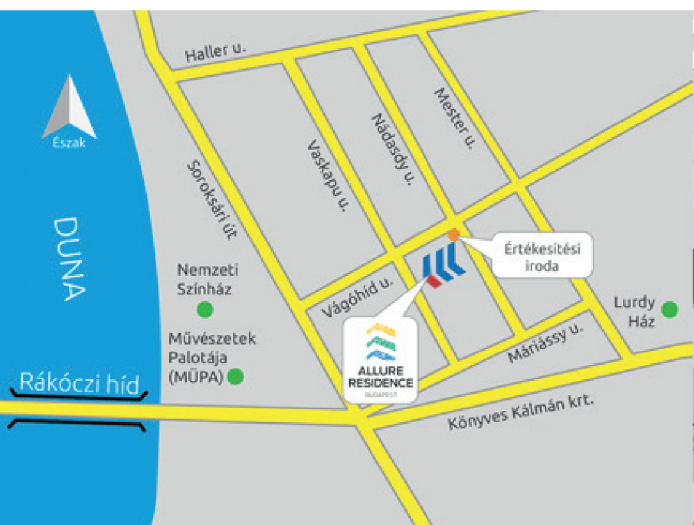 Haller u.
Mester u.
Nádasdy u.
Vaskapu u.
Észak
Soroksári út
DUNA
Értékesítési
iroda
Nemzeti
Színház
Vágóhíd u.
Lurdy
Ház
Művészetek
Palotája
(MÜPA)
Máriássy u.
ALLURE
RESIDENCE
BUDAPEST
Rákóczi híd
Könyves Kálmán krt.